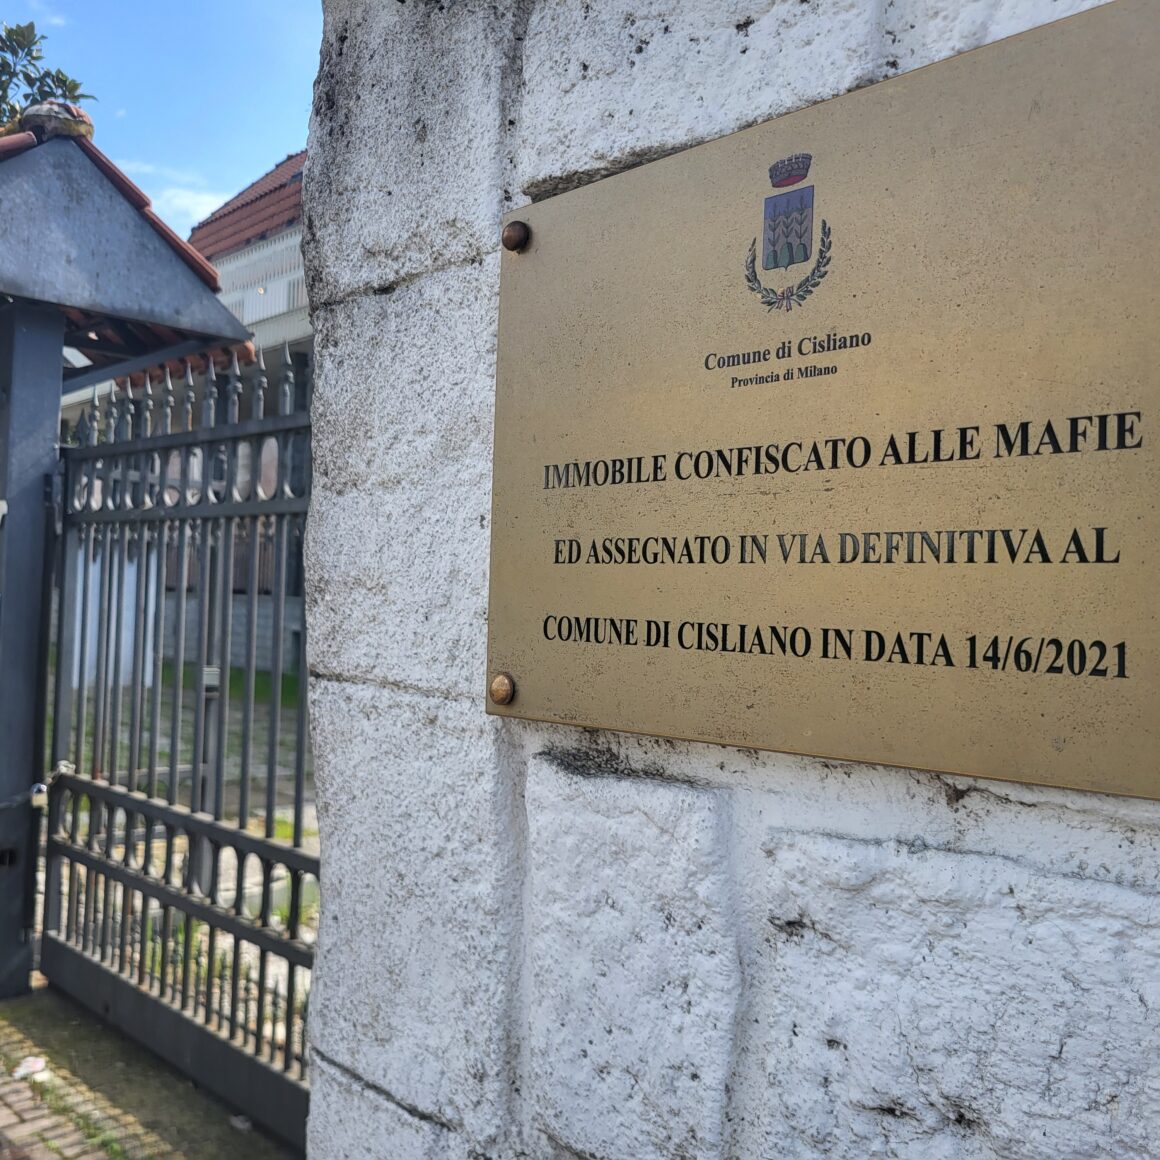 Comune di Cisliano
Provincia di Milano
IMMOBILE CONFISCATO ALLE MAFIE
ED ASSEGNATO IN VIA DEFINITIVA AL
COMUNE DI CISLIANO IN DATA 14/6/2021